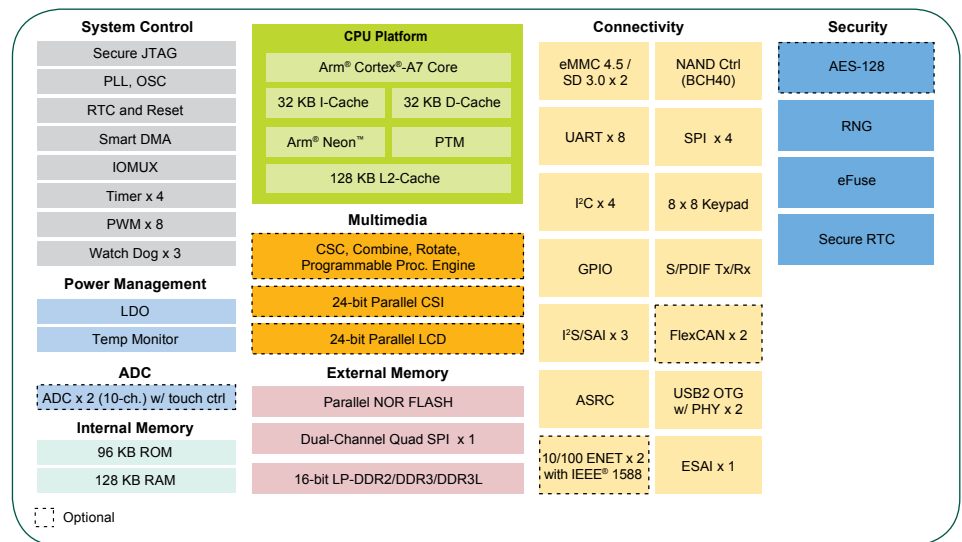 System Control
Secure JTAG
PLL, OSC
RTC and Reset
Smart DMA
IOMUX
Timer x 4
PWM x 8
Watch Dog x 3
Power Management
LDO
Temp Monitor
ADC
ADC x 2 (10-ch.) w/ touch ctrl
Internal Memory
96 KB ROM
128 KB RAM
CPU Platform
Arm® Cortex®-A7 Core
32 KB I-Cache
32 KB D-Cache
Arm® Neon™
PTM
128 KB L2-Cache
Multimedia
CSC, Combine, Rotate,
Programmable Proc. Engine
24-bit Parallel CSI
24-bit Parallel LCD
External Memory
Parallel NOR FLASH
Dual-Channel Quad SPI x 1
16-bit LP-DDR2/DDR3/DDR3L
Connectivity
eMMC 4.5 /
SD 3.0 x 2
NAND Ctrl
(BCH40)
UART x 8
SPI x 4
I²C x 4
8 x 8 Keypad
GPIO
S/PDIF Tx/Rx
I²S/SAI x 3
FlexCAN x 2
ASRC
USB2 OTG
w/ PHY x 2
10/100 ENET x 2
with IEEE® 1588
ESAI x 1
Security
AES-128
RNG
eFuse
Secure RTC
Optional